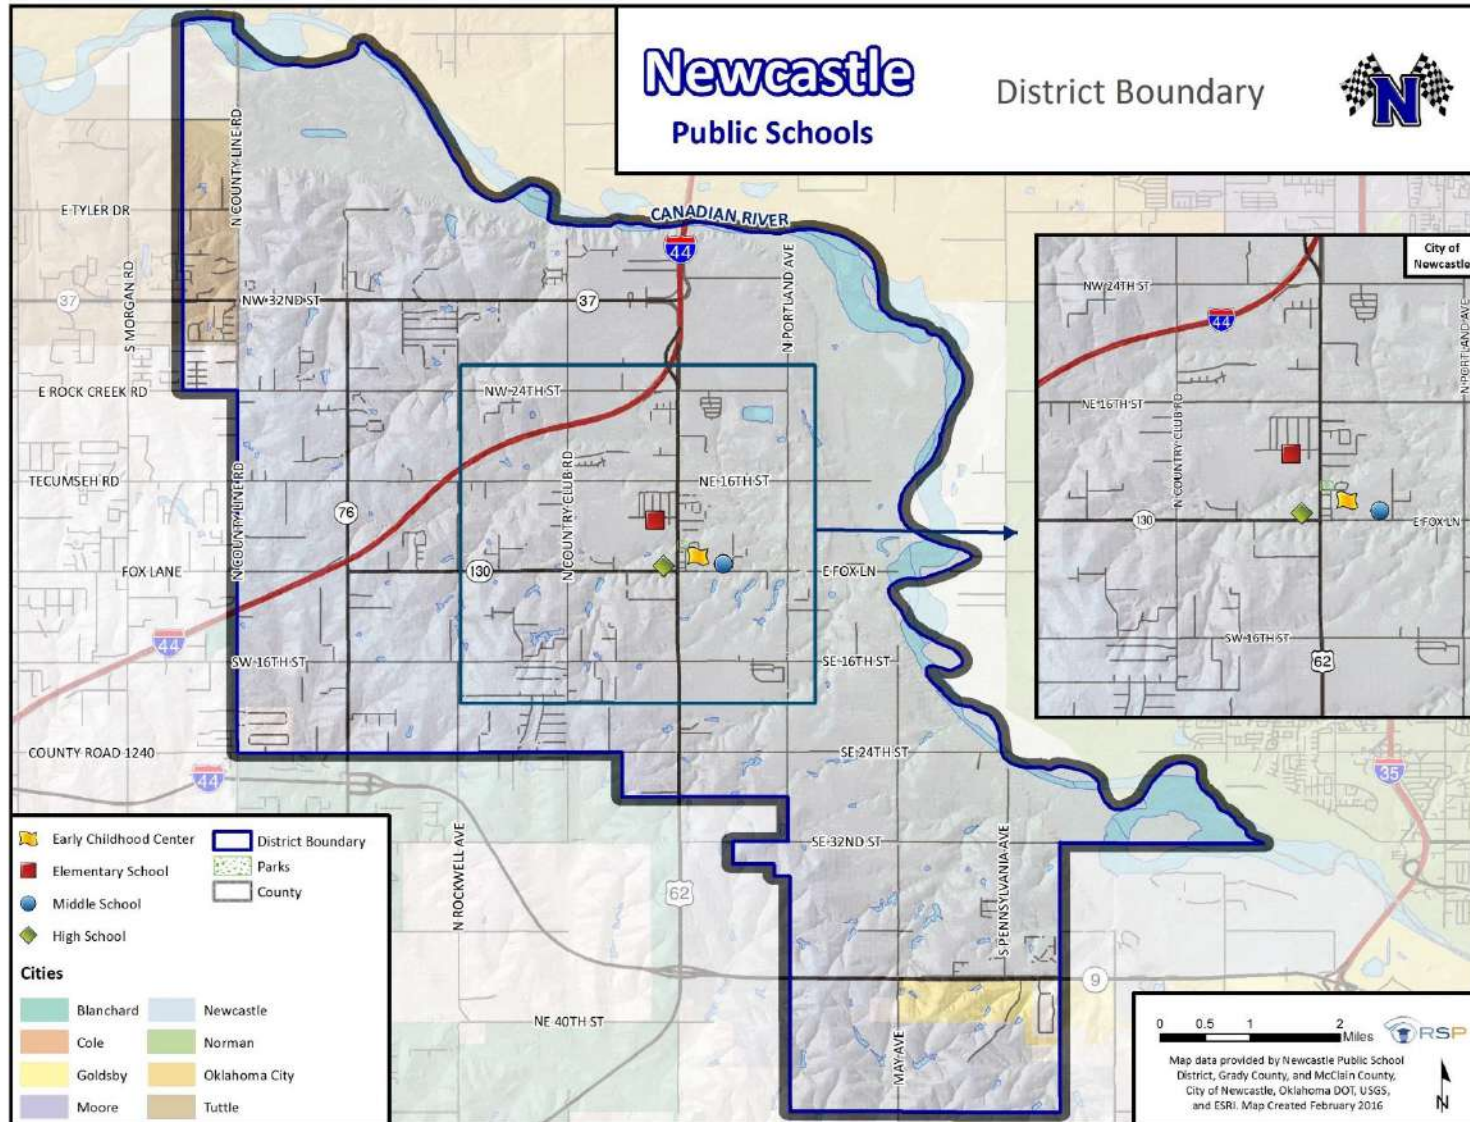 Newcastle
Public Schools
District Boundary
N
CANADIAN RIVER
N COUNTY LINE RD
E TYLER DR
S MORGAN RD
44
N PORTLAND AVE
37
NW 32ND ST
37
E ROCK CREEK RD
NW 24TH ST
N COUNTRY CLUB RD
TECUMSEH RD
N COUNTY LINE RD
NE 16TH ST
76
FOX LANE
130
E FOX LN
44
SW 16TH ST
SE 16TH ST
COUNTY ROAD 1240
SE 24TH ST
44
35
N ROCKWELL AVE
SE 32ND ST
S PENNSYLVANIA AVE
62
9
NE 40TH ST
MAY AVE
City of
Newcastle
NW 24TH ST
44
N PORTLAND AVE
NE 16TH ST
N COUNTRY CLUB RD
130
E FOX LN
SW 16TH ST
62
Early Childhood Center
Elementary School
Middle School
High School
District Boundary
Parks
County
Cities
Blanchard
Cole
Goldsby
Moore
Newcastle
Norman
Oklahoma City
Tuttle
0 0.5 1 2
Miles
RSP
Map data provided by Newcastle Public School
District, Grady County, and McClain County,
City of Newcastle, Oklahoma DOT, USGS,
and ESRI. Map Created February 2016
N